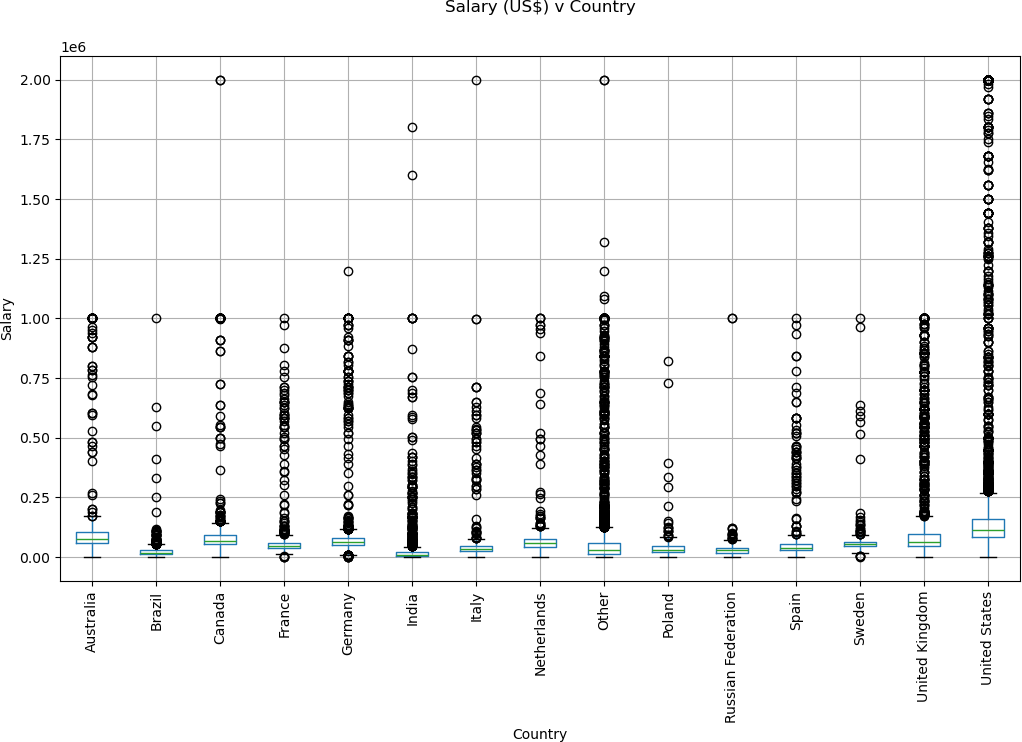 Salary (US$) v Country
1e6
2.00
1.75
1.50
1.25
1.00
0.75
0.50
0.25
0.00
Salary
Australia
Brazil
Canada
France
Germany
India
Italy
Netherlands
Other
Poland
Russian Federation
Spain
Sweden
United Kingdom
United States
Country